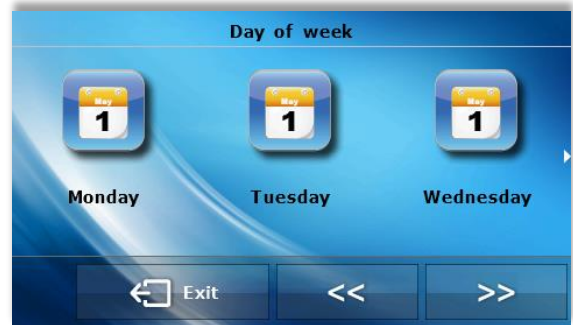 Day of week
May May May
1 1 1
Monday Tuesday Wednesday
Exit << >>